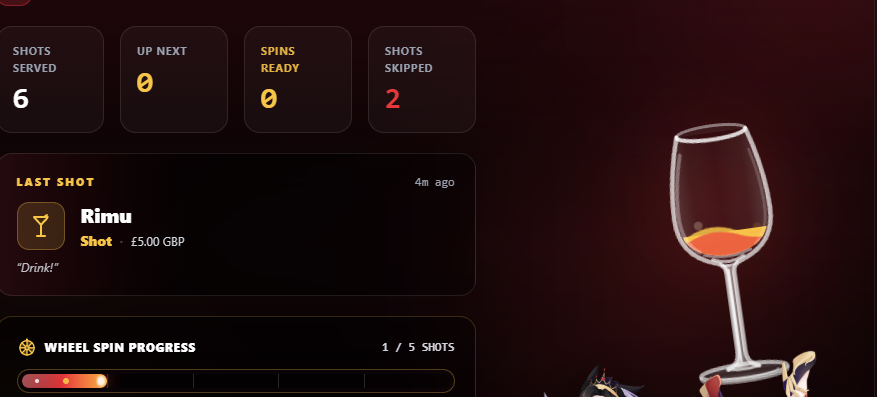 SHOTS
SERVED
6
UP NEXT
0
SPINS
READY
0
SHOTS
SKIPPED
2
LAST SHOT
4m ago
Rimu
Shot · £5.00 GBP
“Drink!”
WHEEL SPIN PROGRESS
1 / 5 SHOTS